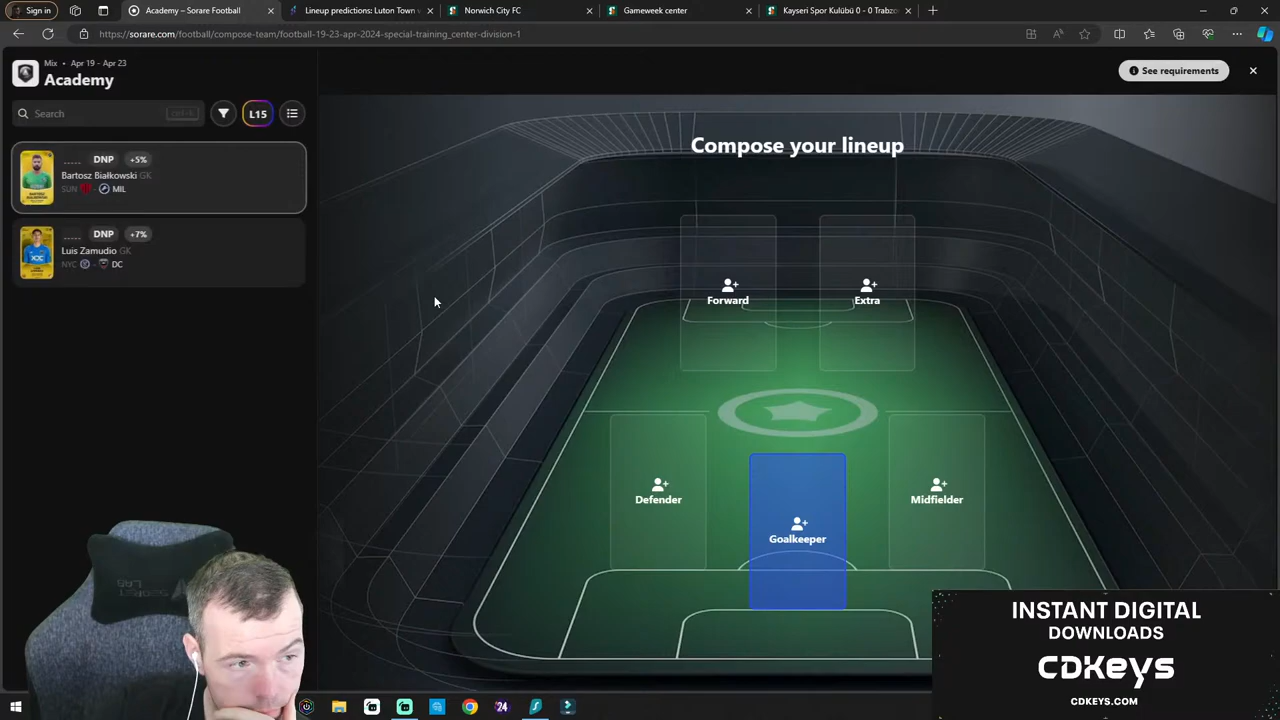 Sign in
Academy – Sorare Football
Lineup predictions: Luton Town v
Norwich City FC
Gameweek center
Kayseri Spor Kulübü 0 - 0 Trabzo
https://sorare.com/football/compose-team/football-19-23-apr-2024-special-training_center-division-1
Mix • Apr 19 - Apr 23
Academy
See requirements
Search
L15
Compose your lineup
DNP +5%
Bartosz Białkowski GK
SUN - MIL
DNP +7%
Luis Zamudio GK
NYC - DC
Forward
Extra
Defender
Midfielder
Goalkeeper
INSTANT DIGITAL
DOWNLOADS
CDKeys
CDKEYS.COM